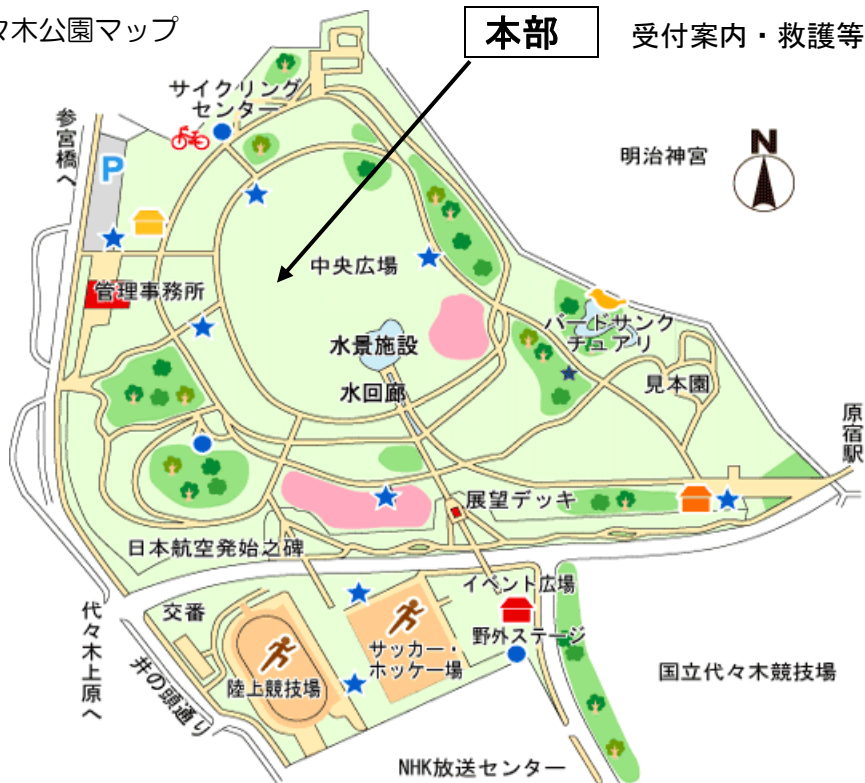 々木公園マップ
本部
受付案内・救護等
サイクリング
センター
参宮橋へ
P
明治神宮
N
中央広場
管理事務所
バードサンク
チュアリ
水景施設
水回廊
見本園
原宿駅
展望デッキ
日本航空発始之碑
イベント広場
交番
野外ステージ
代々木上原へ
サッカー・
ホッケー場
井の頭通り
陸上競技場
国立代々木競技場
NHK放送センター